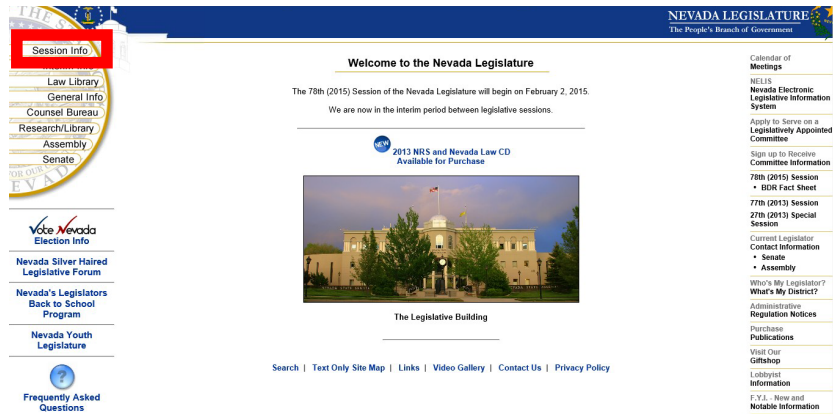 THE
NEVADA LEGISLATURE
The People's Branch of Government
Session Info
Law Library
General Info
Counsel Bureau
Research/Library
Assembly
Senate
Vote Nevada
Election Info
Nevada Silver Haired
Legislative Forum
Nevada's Legislators
Back to School
Program
Nevada Youth
Legislature
?
Frequently Asked
Questions
Welcome to the Nevada Legislature
The 78th (2015) Session of the Nevada Legislature will begin on February 2, 2015.
We are now in the interim period between legislative sessions.
NEW
2013 NRS and Nevada Law CD
Available for Purchase
The Legislative Building
Search | Text Only Site Map | Links | Video Gallery | Contact Us | Privacy Policy
Calendar of
Meetings
NELIS
Nevada Electronic
Legislative Information
System
Apply to Serve on a
Legislatively Appointed
Committee
Sign up to Receive
Committee Information
78th (2015) Session
• BDR Fact Sheet
77th (2013) Session
27th (2013) Special
Session
Current Legislator
Contact Information
• Senate
• Assembly
Who's My Legislator?
What's My District?
Administrative
Regulation Notices
Purchase
Publications
Visit Our
Giftshop
Lobbyist
Information
F.Y.I. - New and
Notable Information